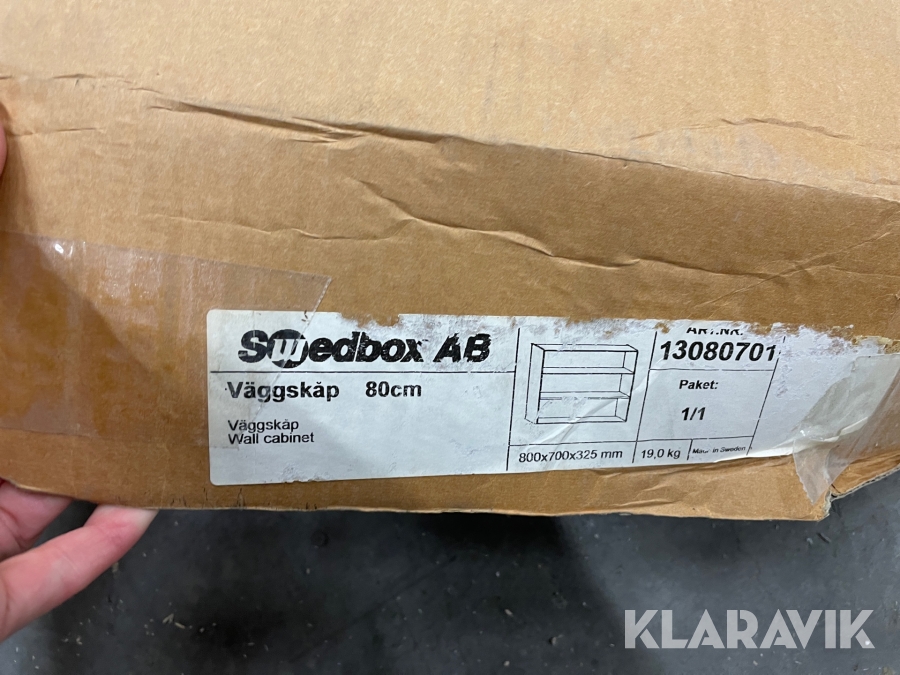 Swedbox AB
Väggskåp 80cm
Väggskåp
Wall cabinet
800x700x325 mm
19,0 kg
Made in Sweden
ART.NR.
13080701
Paket:
1/1
KLARAVIK